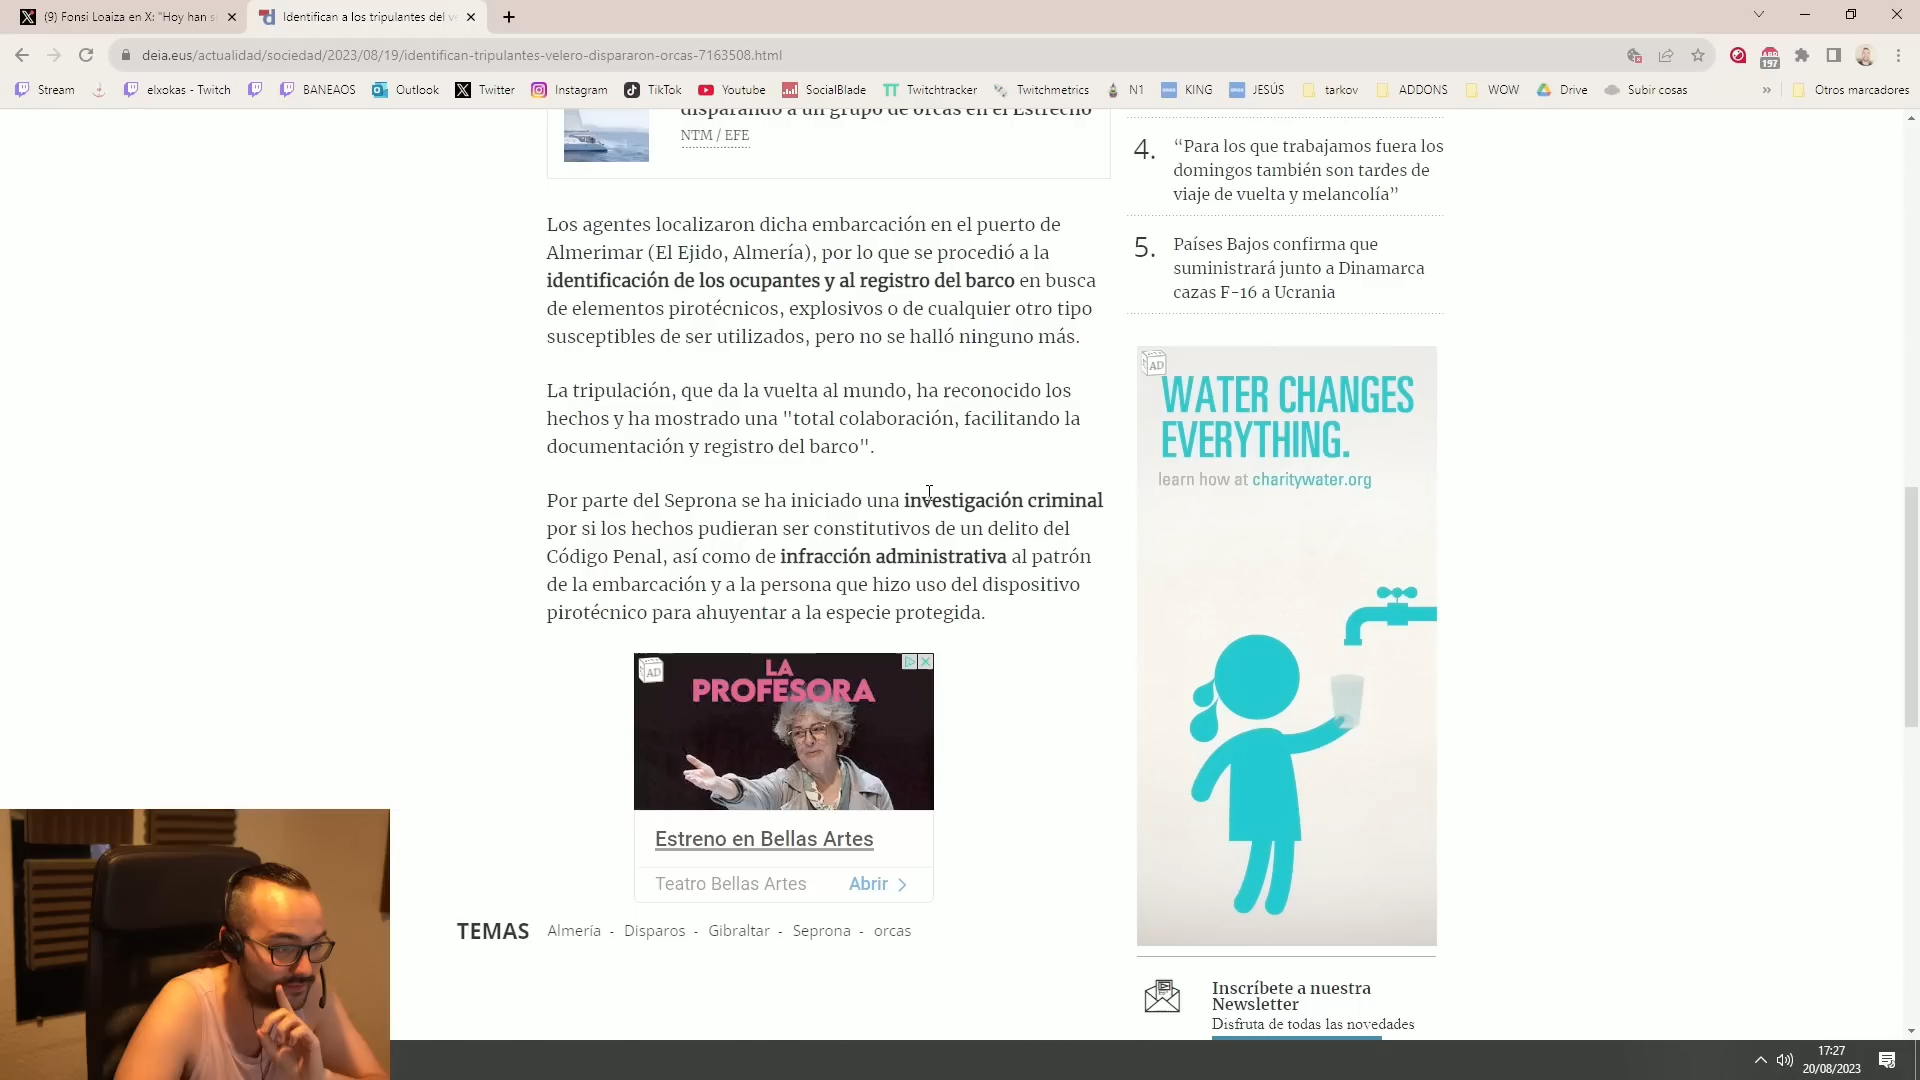 (9) Fonsi Loaiza en X: "Hoy han s
Identifican a los tripulantes del ve
deia.eus/actualidad/sociedad/2023/08/19/identifican-tripulantes-velero-dispararon-orcas-7163508.html
197
Stream
elxokas - Twitch
BANEAOS
Outlook
Twitter
Instagram
TikTok
Youtube
SocialBlade
Twitchtracker
Twitchmetrics
N1
KING
JESÚS
tarkov
ADDONS
WOW
Drive
Subir cosas
»
Otros marcadores
disparando a un grupo de orcas en el Estrecho
NTM / EFE
Los agentes localizaron dicha embarcación en el puerto de
Almerimar (El Ejido, Almería), por lo que se procedió a la
identificación de los ocupantes y al registro del barco en busca
de elementos pirotécnicos, explosivos o de cualquier otro tipo
susceptibles de ser utilizados, pero no se halló ninguno más.
La tripulación, que da la vuelta al mundo, ha reconocido los
hechos y ha mostrado una "total colaboración, facilitando la
documentación y registro del barco".
Por parte del Seprona se ha iniciado una investigación criminal
por si los hechos pudieran ser constitutivos de un delito del
Código Penal, así como de infracción administrativa al patrón
de la embarcación y a la persona que hizo uso del dispositivo
pirotécnico para ahuyentar a la especie protegida.
AD
LA
PROFESORA
Estreno en Bellas Artes
Teatro Bellas Artes
Abrir
TEMAS
Almería - Disparos - Gibraltar - Seprona - orcas
4.
“Para los que trabajamos fuera los
domingos también son tardes de
viaje de vuelta y melancolía”
5.
Países Bajos confirma que
suministrará junto a Dinamarca
cazas F-16 a Ucrania
AD
WATER CHANGES
EVERYTHING.
learn how at charitywater.org
Inscríbete a nuestra
Newsletter
Disfruta de todas las novedades
17:27
20/08/2023